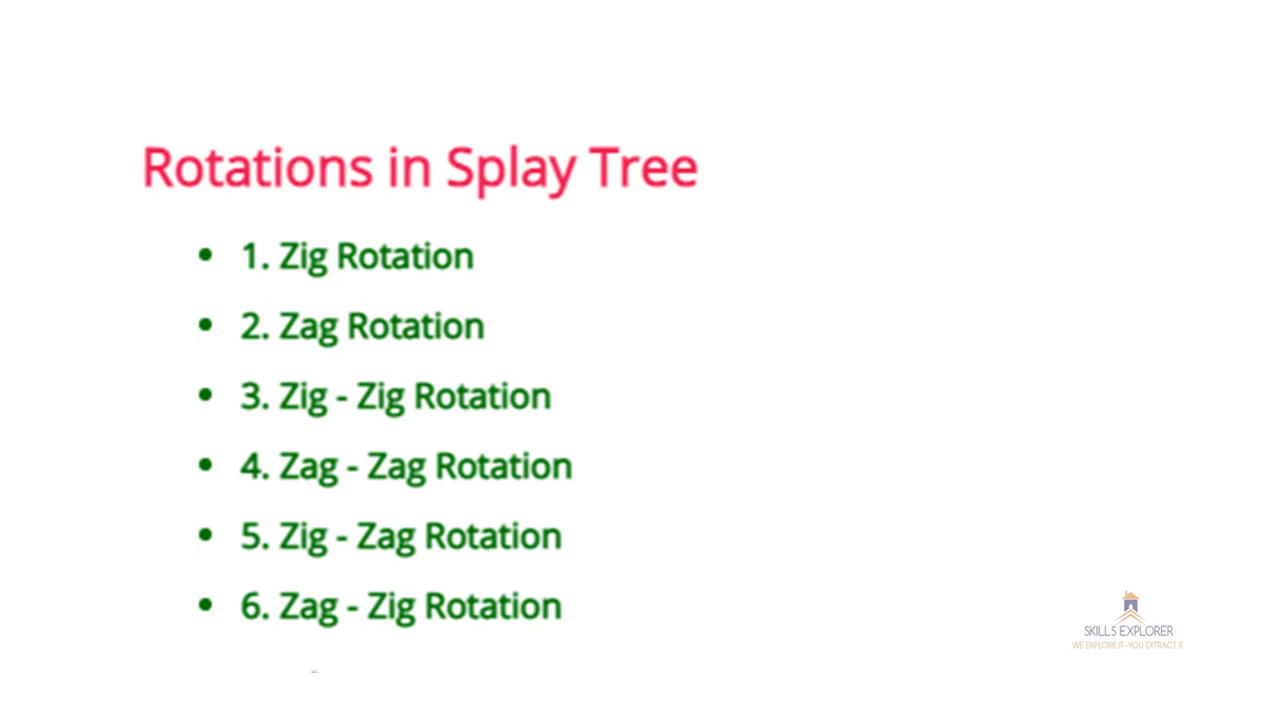 Rotations in Splay Tree
• 1. Zig Rotation
• 2. Zag Rotation
• 3. Zig - Zig Rotation
• 4. Zag - Zag Rotation
• 5. Zig - Zag Rotation
• 6. Zag - Zig Rotation
SKILLS EXPLORER
WE EXPLORE IT-YOU EXTRACT IT